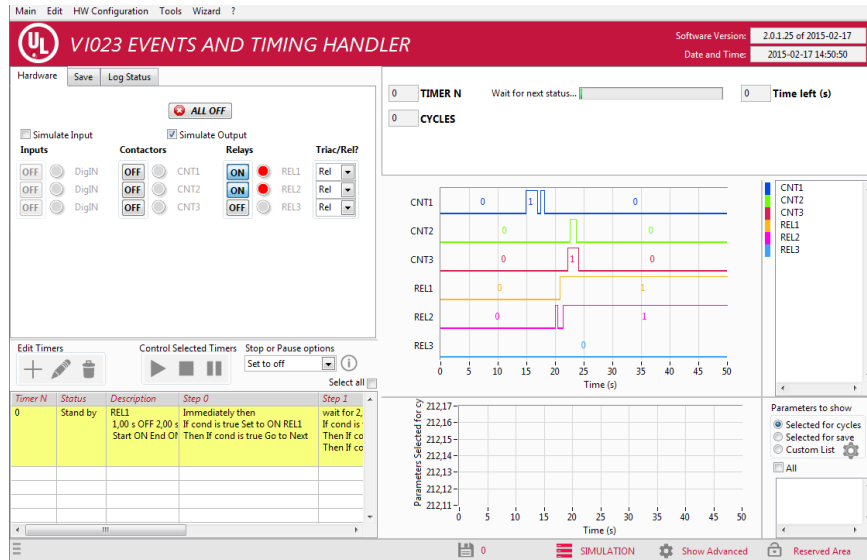 Main Edit HW Configuration Tools Wizard ?
UL
VI023 EVENTS AND TIMING HANDLER
Software Version: 2.0.1.25 of 2015-02-17
Date and Time: 2015-02-17 14:50:50
Hardware Save Log Status
ALL OFF
Simulate Input Simulate Output
Inputs Contactors Relays Triac/Rel?
OFF DigIN OFF CNT1 ON REL1 Rel
OFF DigIN OFF CNT2 ON REL2 Rel
OFF DigIN OFF CNT3 OFF REL3 Rel
0 TIMER N Wait for next status... 0 Time left (s)
0 CYCLES
CNT1 0 1 0
CNT2 0 0
CNT3 0 1 0
REL1 0 1
REL2 0 1
REL3 0
0 5 10 15 20 25 30 35 40 45 50
Time (s)
CNT1
CNT2
CNT3
REL1
REL2
REL3
Edit Timers Control Selected Timers Stop or Pause options
Set to off
Select all
Timer N Status Description Step 0 Step 1
0 Stand by REL1 Immediately then wait for 2,
1,00 s OFF 2,00 s If cond is true Set to ON REL1 If cond is
Start ON End Then If cond is true Go to Next Then If co
Then If co
Parameters Selected for cy
212,17
212,16
212,15
212,14
212,13
212,12
212,11
0 5 10 15 20 25 30 35 40 45 50
Time (s)
Parameters to show
Selected for cycles
Selected for save
Custom List
All
0 SIMULATION Show Advanced Reserved Area